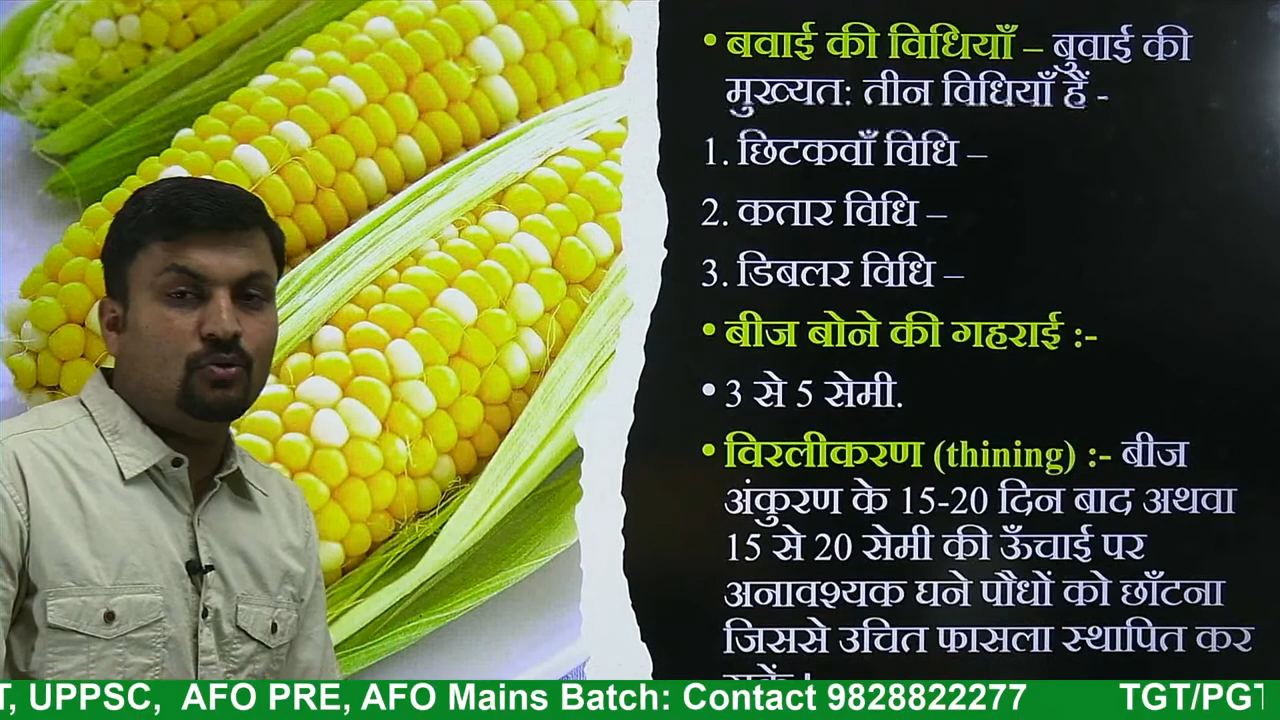 • बवाई की विधियाँ – बुवाई की
मुख्यत: तीन विधियाँ हैं -
1. छिटकवाँ विधि –
2. कतार विधि –
3. डिबलर विधि –
• बीज बोने की गहराई :-
• 3 से 5 सेमी.
• विरलीकरण (thining) :- बीज
अंकुरण के 15-20 दिन बाद अथवा
15 से 20 सेमी की ऊँचाई पर
अनावश्यक घने पौधों को छाँटना
जिससे उचित फासला स्थापित कर
T, UPPSC, AFO PRE, AFO Mains Batch: Contact 9828822277 TGT/PGT